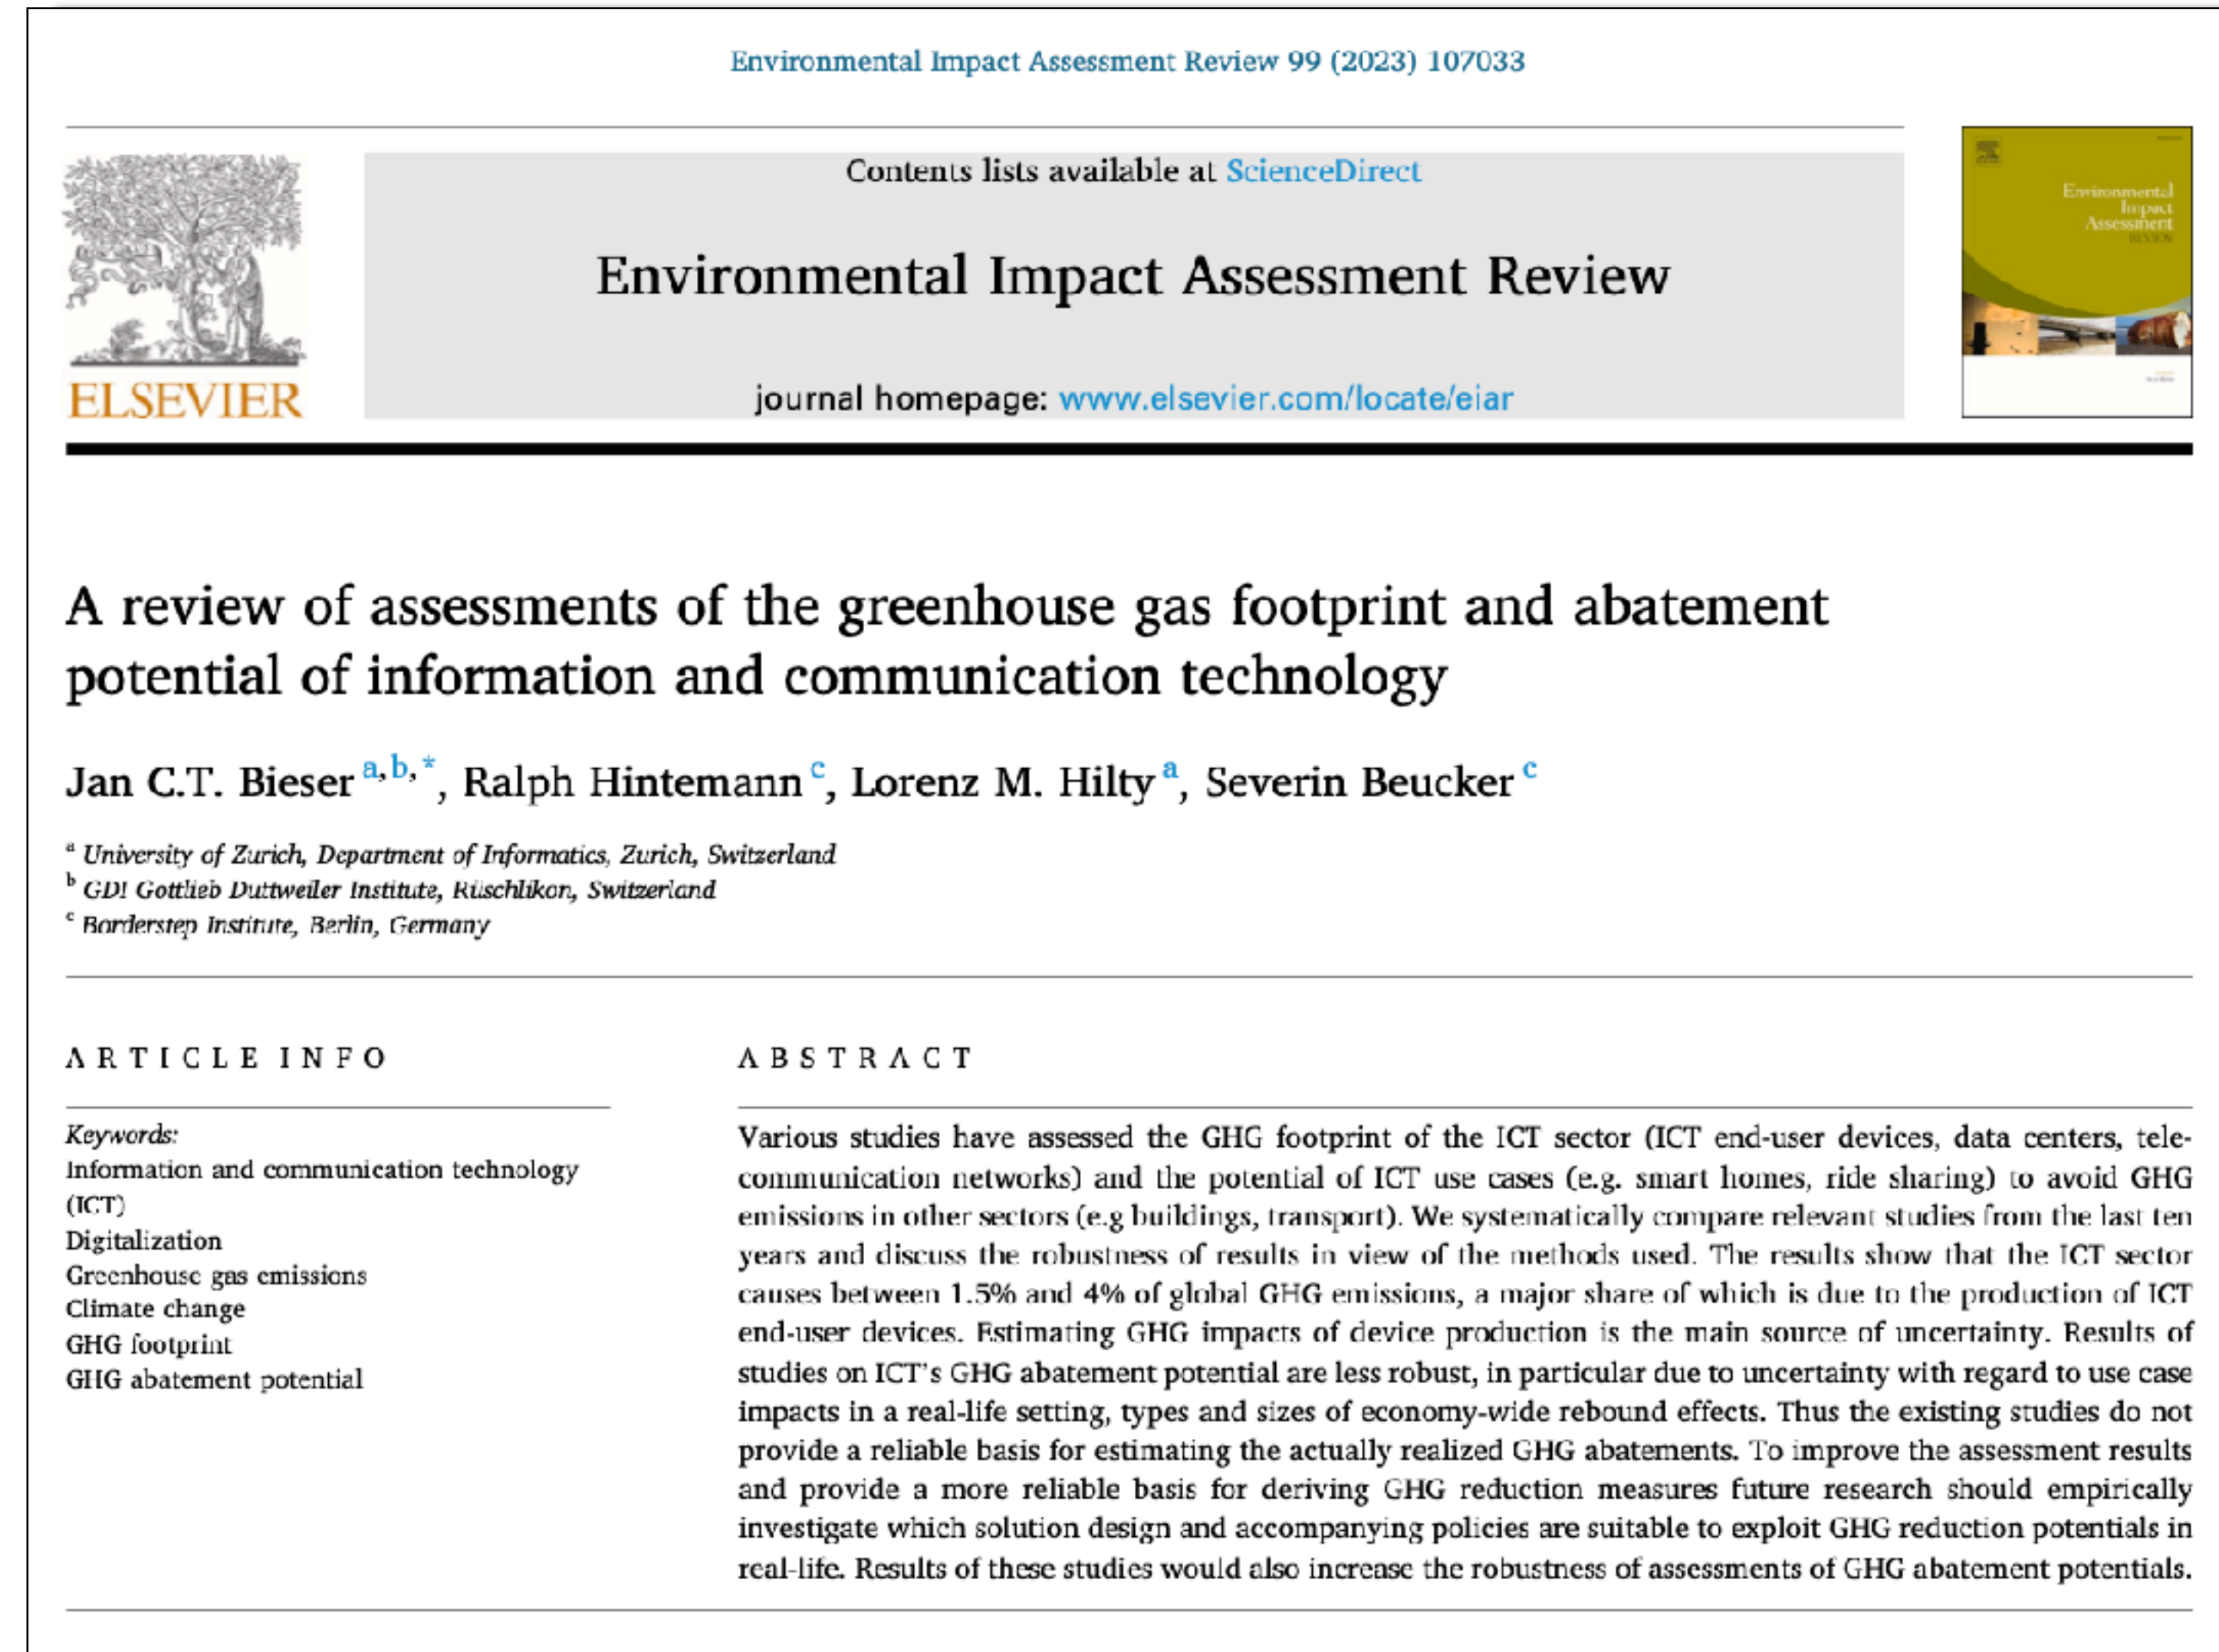 Environmental Impact Assessment Review 99 (2023) 107033
Contents lists available at ScienceDirect
Environmental Impact Assessment Review
journal homepage: www.elsevier.com/locate/eiar
ELSEVIER
Environmental
Impact
Assessment
REVIEW
A review of assessments of the greenhouse gas footprint and abatement
potential of information and communication technology
Jan C.T. Bieser a,b,*, Ralph Hintemann c, Lorenz M. Hilty a, Severin Beucker c
a University of Zurich, Department of Informatics, Zurich, Switzerland
b GDI Gottlieb Duttweiler Institute, Rüschlikon, Switzerland
c Borderstep Institute, Berlin, Germany
ARTICLE INFO
Keywords:
Information and communication technology
(ICT)
Digitalization
Greenhouse gas emissions
Climate change
GHG footprint
GHG abatement potential
ABSTRACT
Various studies have assessed the GHG footprint of the ICT sector (ICT end-user devices, data centers, tele-
communication networks) and the potential of ICT use cases (e.g. smart homes, ride sharing) to avoid GHG
emissions in other sectors (e.g buildings, transport). We systematically compare relevant studies from the last ten
years and discuss the robustness of results in view of the methods used. The results show that the ICT sector
causes between 1.5% and 4% of global GHG emissions, a major share of which is due to the production of ICT
end-user devices. Estimating GHG impacts of device production is the main source of uncertainty. Results of
studies on ICT's GHG abatement potential are less robust, in particular due to uncertainty with regard to use case
impacts in a real-life setting, types and sizes of economy-wide rebound effects. Thus the existing studies do not
provide a reliable basis for estimating the actually realized GHG abatements. To improve the assessment results
and provide a more reliable basis for deriving GHG reduction measures future research should empirically
investigate which solution design and accompanying policies are suitable to exploit GHG reduction potentials in
real-life. Results of these studies would also increase the robustness of assessments of GHG abatement potentials.